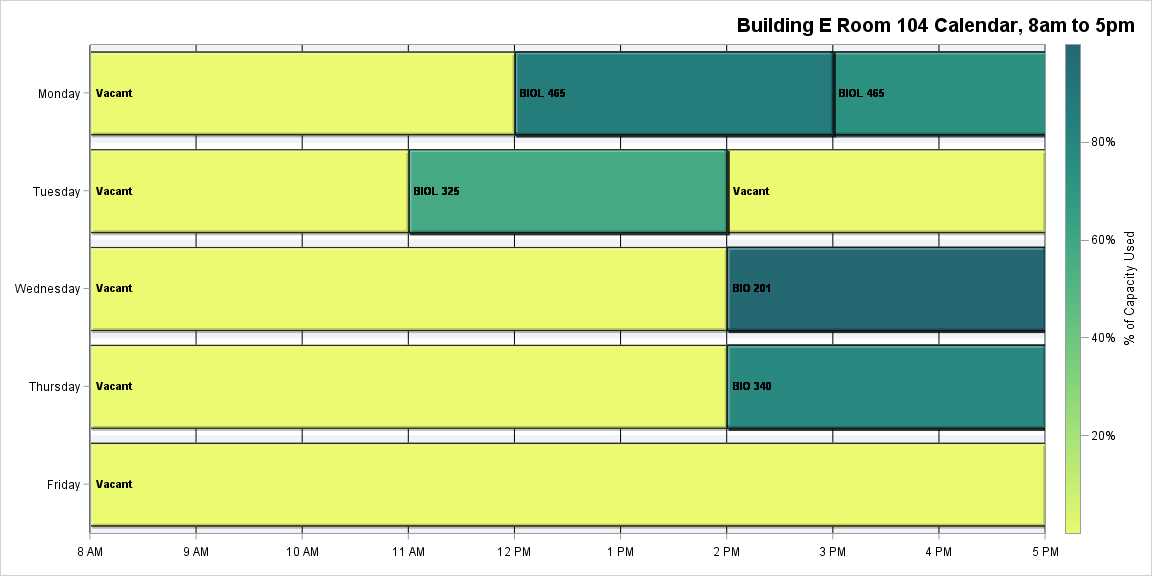 Building E Room 104 Calendar, 8am to 5pm
Monday
Vacant
BIOL 465
BIOL 465
Tuesday
Vacant
BIOL 325
Vacant
Wednesday
Vacant
BIO 201
Thursday
Vacant
BIO 340
Friday
Vacant
8 AM
9 AM
10 AM
11 AM
12 PM
1 PM
2 PM
3 PM
4 PM
5 PM
80%
60%
40%
20%
% of Capacity Used